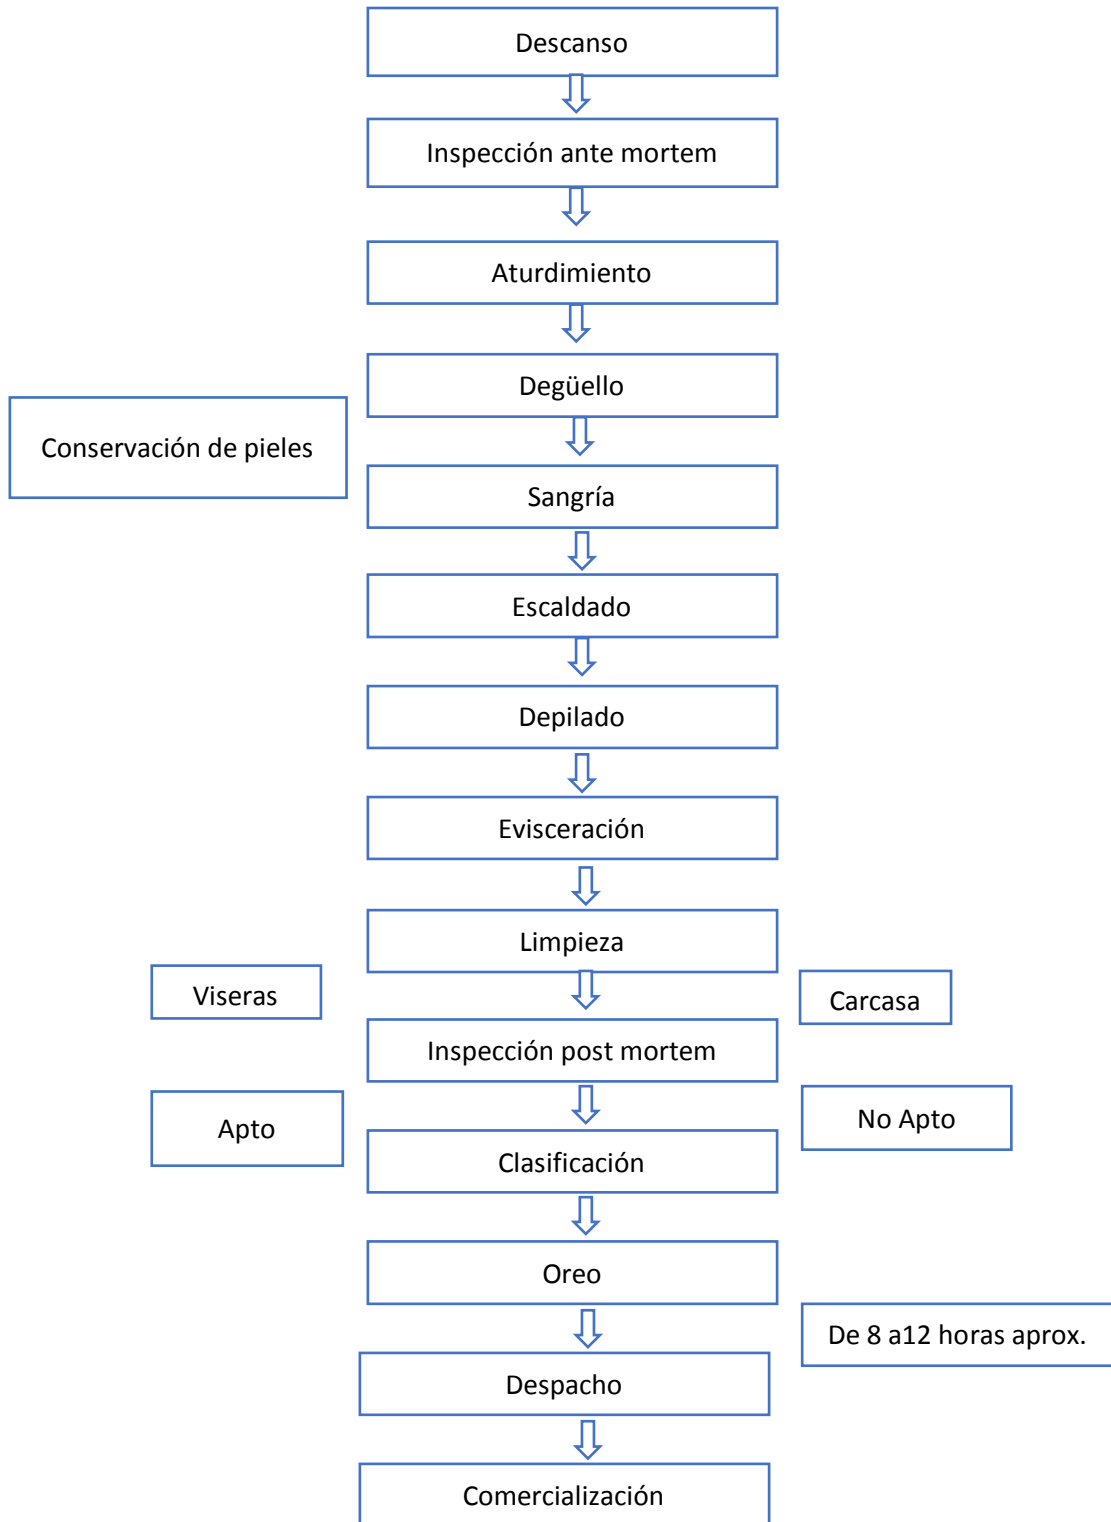 Descanso
Inspección ante mortem
Aturdimiento
Degüello
Conservación de pieles
Sangría
Escaldado
Depilado
Evisceración
Limpieza
Viseras
Carcasa
Inspección post mortem
Apto
No Apto
Clasificación
Oreo
De 8 a12 horas aprox.
Despacho
Comercialización